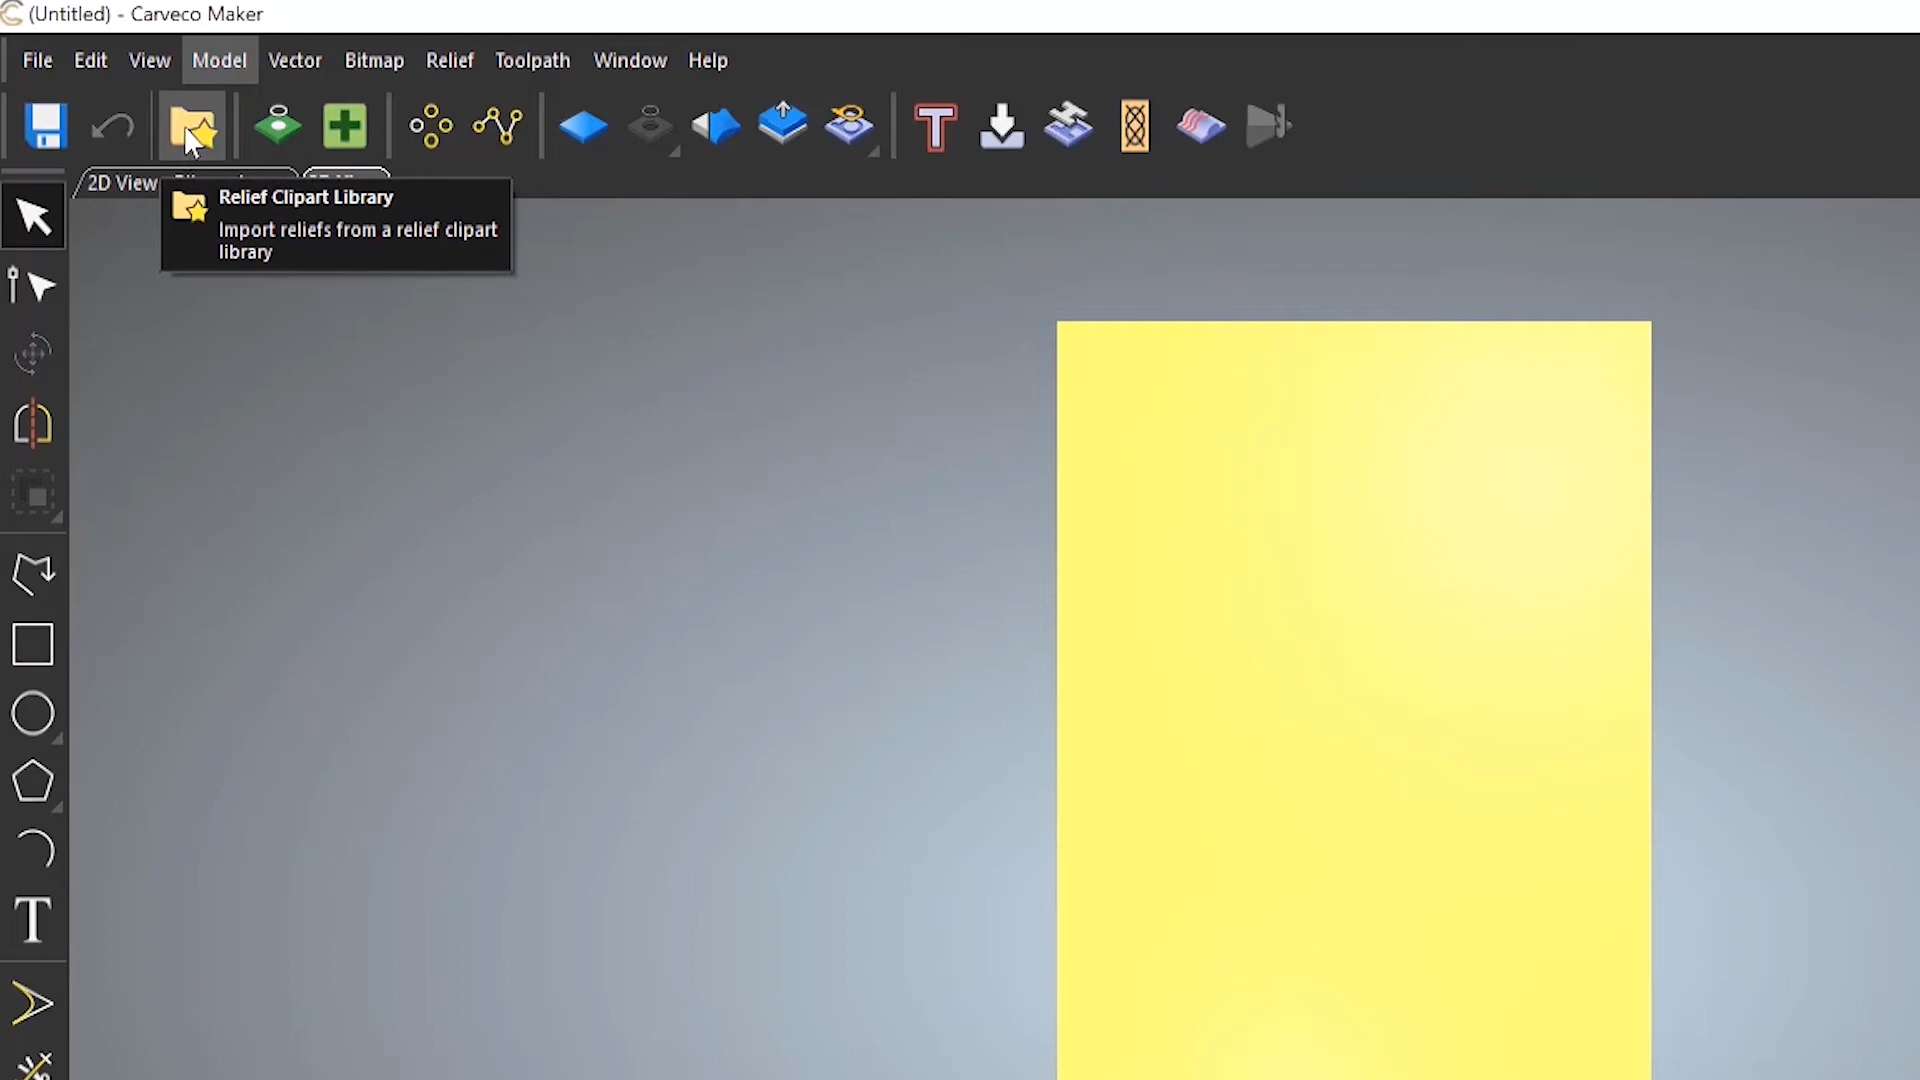 (Untitled) - Carveco Maker
File Edit View Model Vector Bitmap Relief Toolpath Window Help
2D View
Relief Clipart Library
Import reliefs from a relief clipart
library